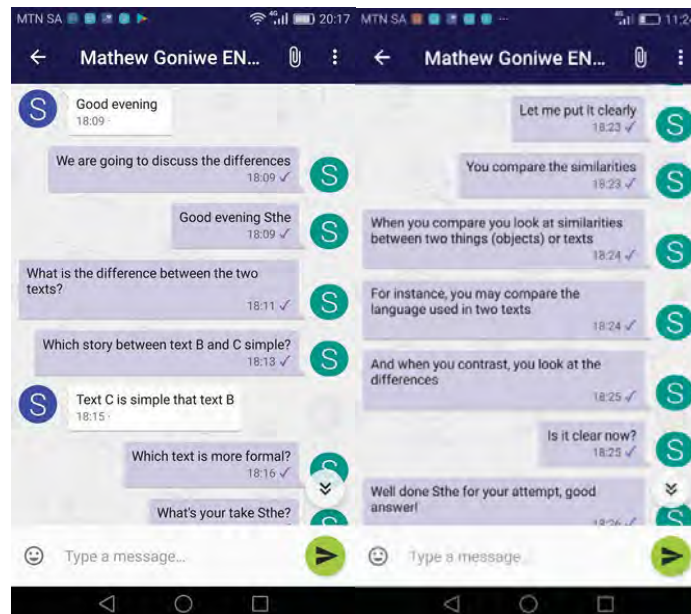 MTN SA
20:17
Mathew Goniwe EN...
S
Good evening
18:09
We are going to discuss the differences
18:09
S
Good evening Sthe
18:09
S
What is the difference between the two
texts?
18:11
S
Which story between text B and C simple?
18:13
S
S
Text C is simple that text B
18:15
Which text is more formal?
18:16
S
What's your take Sthe?
Type a message...
MTN SA
11:24
Mathew Goniwe EN...
Let me put it clearly
18:23
S
You compare the similarities
18:23
S
When you compare you look at similarities
between two things (objects) or texts
18:24
S
For instance, you may compare the
language used in two texts
18:24
S
And when you contrast, you look at the
differences
18:25
S
Is it clear now?
18:25
S
Well done Sthe for your attempt, good
answer!
18:26
Type a message...